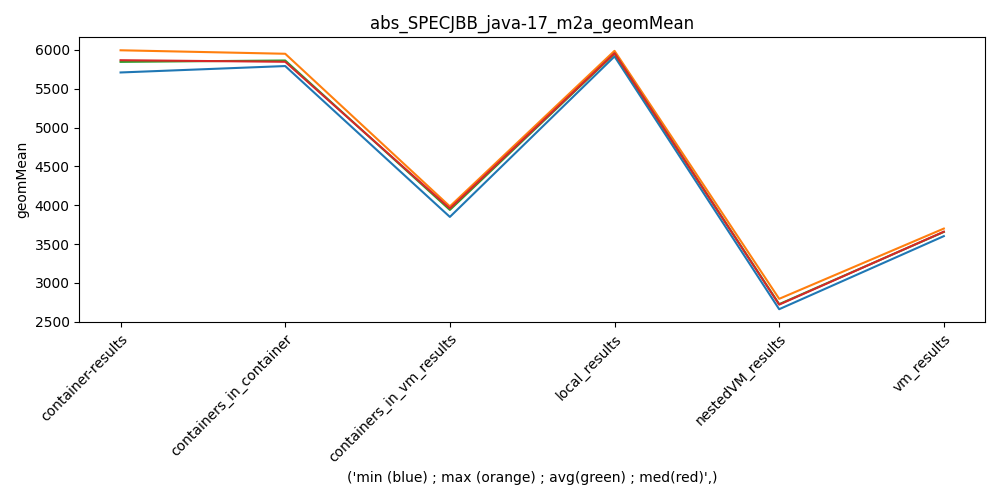 abs_SPECJBB_java-17_m2a_geomMean
geomMean
6000
5500
5000
4500
4000
3500
3000
2500
container-results
containers_in_container
containers_in_vm_results
local_results
nestedVM_results
vm_results
('min (blue) ; max (orange) ; avg(green) ; med(red)',)